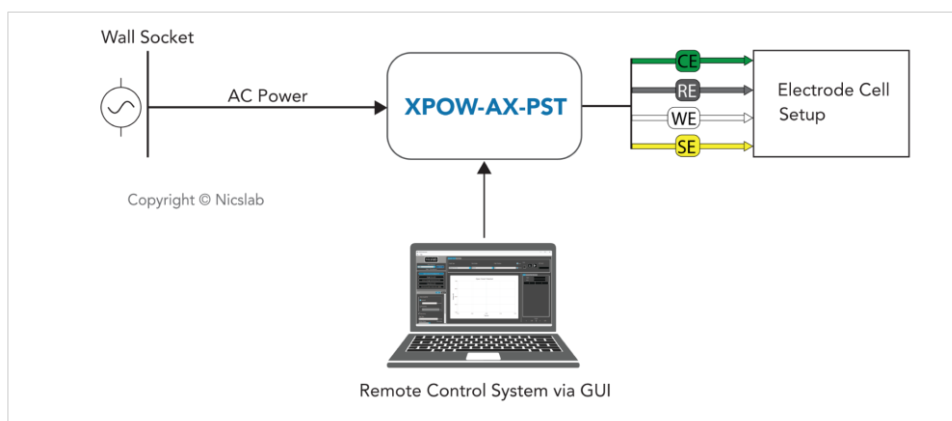 Wall Socket
AC Power
XPOW-AX-PST
CE
RE
WE
SE
Electrode Cell
Setup
Copyright © Nicslab
Remote Control System via GUI